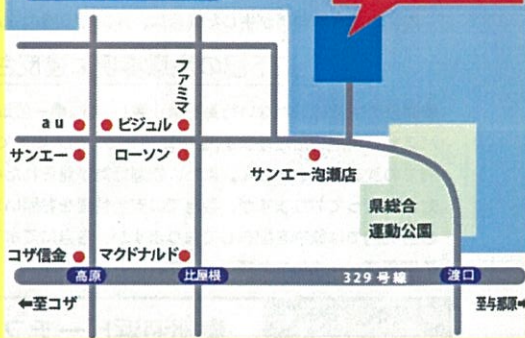 ファミマ
au
ビジュル
サンエー
ローソン
サンエー泡瀬店
県総合
運動公園
コザ信金
マクドナルド
高原
比屋根
329号線
渡口
←至コザ
至与那原→